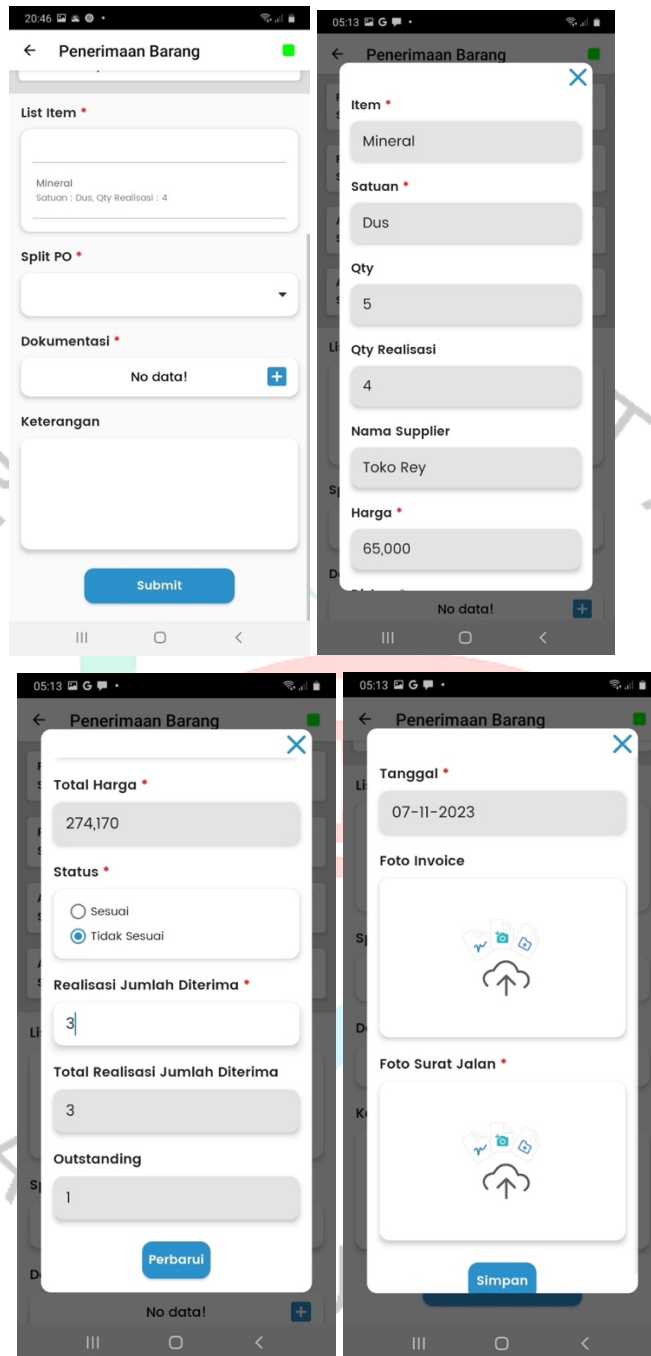 20:46
Penerimaan Barang
List Item *
Mineral
Satuan : Dus, Qty Realisasi : 4
Split PO *
Dokumentasi *
No data!
Keterangan
Submit
05:13
Penerimaan Barang
Item *
Mineral
Satuan *
Dus
Qty
5
Qty Realisasi
4
Nama Supplier
Toko Rey
Harga *
65,000
No data!
05:13
Penerimaan Barang
Total Harga *
274,170
Status *
Sesuai
Tidak Sesuai
Realisasi Jumlah Diterima *
3
Total Realisasi Jumlah Diterima
3
Outstanding
1
Perbarui
No data!
05:13
Penerimaan Barang
Tanggal *
07-11-2023
Foto Invoice
Foto Surat Jalan *
Simpan